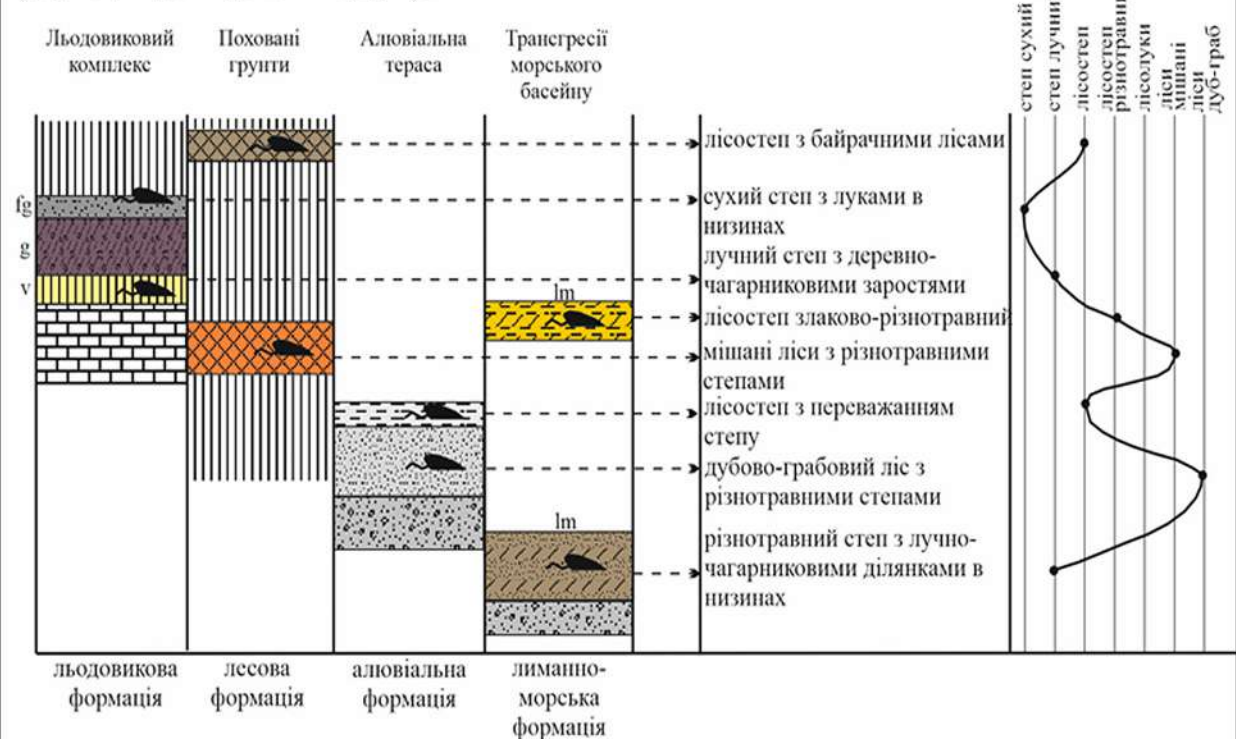 Льодовиковий
комплекс
Поховані
грунти
Алювіальна
тераса
Трансгресії
морського
басейну
степ сухий
степ лучний
лісостеп
лісостеп
різнотравний
лісолуки
ліси
мішані
ліси
дуб-граб
fg
g
v
lm
lm
лісостеп з байрачними лісами
сухий степ з луками в
низинах
лучний степ з деревно-
чагарниковими заростями
лісостеп злаково-різнотравний
мішані ліси з різнотравними
степами
лісостеп з переважанням
степу
дубово-грабовий ліс з
різнотравними степами
різнотравний степ з лучно-
чагарниковими ділянками в
низинах
льодовикова
формація
лесова
формація
алювіальна
формація
лиманно-
морська
формація